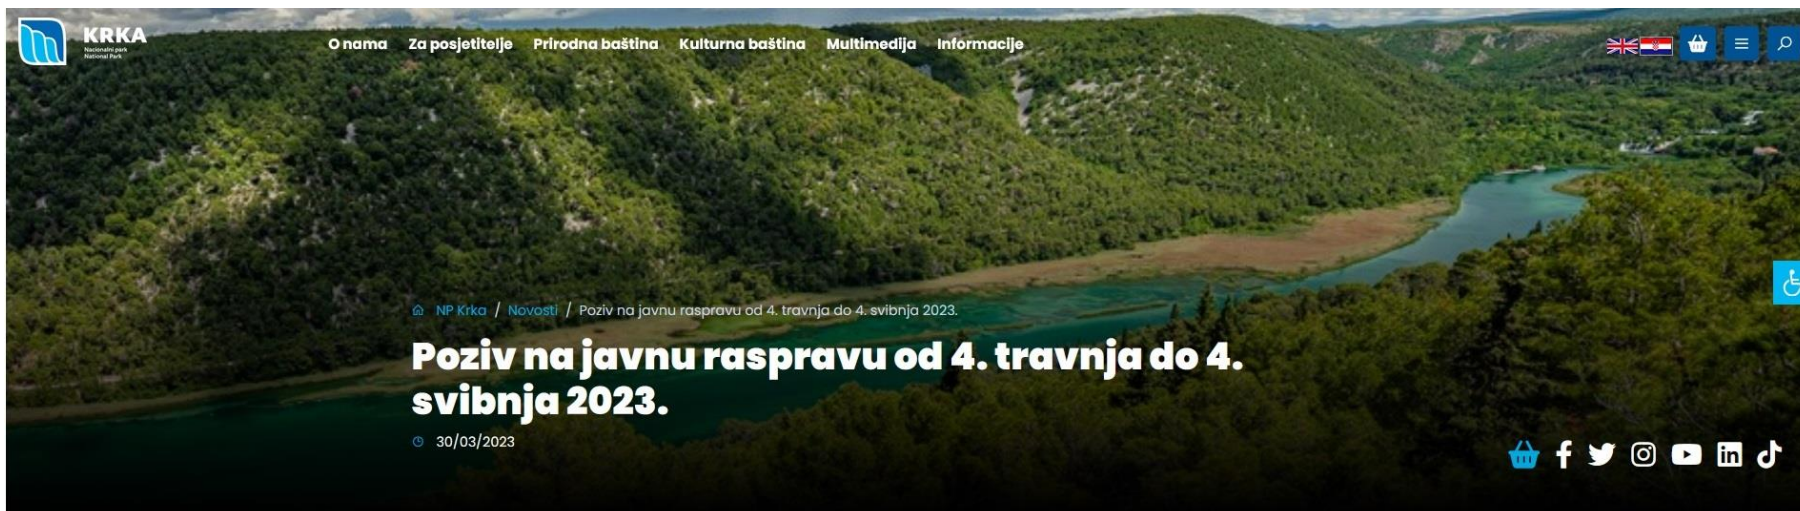 KRKA
Nacionalni park
National Park
O nama Za posjetitelje Prirodna baština Kulturna baština Multimedija Informacije
NP Krka / Novosti / Poziv na javnu raspravu od 4. travnja do 4. svibnja 2023.
Poziv na javnu raspravu od 4. travnja do 4.
svibnja 2023.
30/03/2023